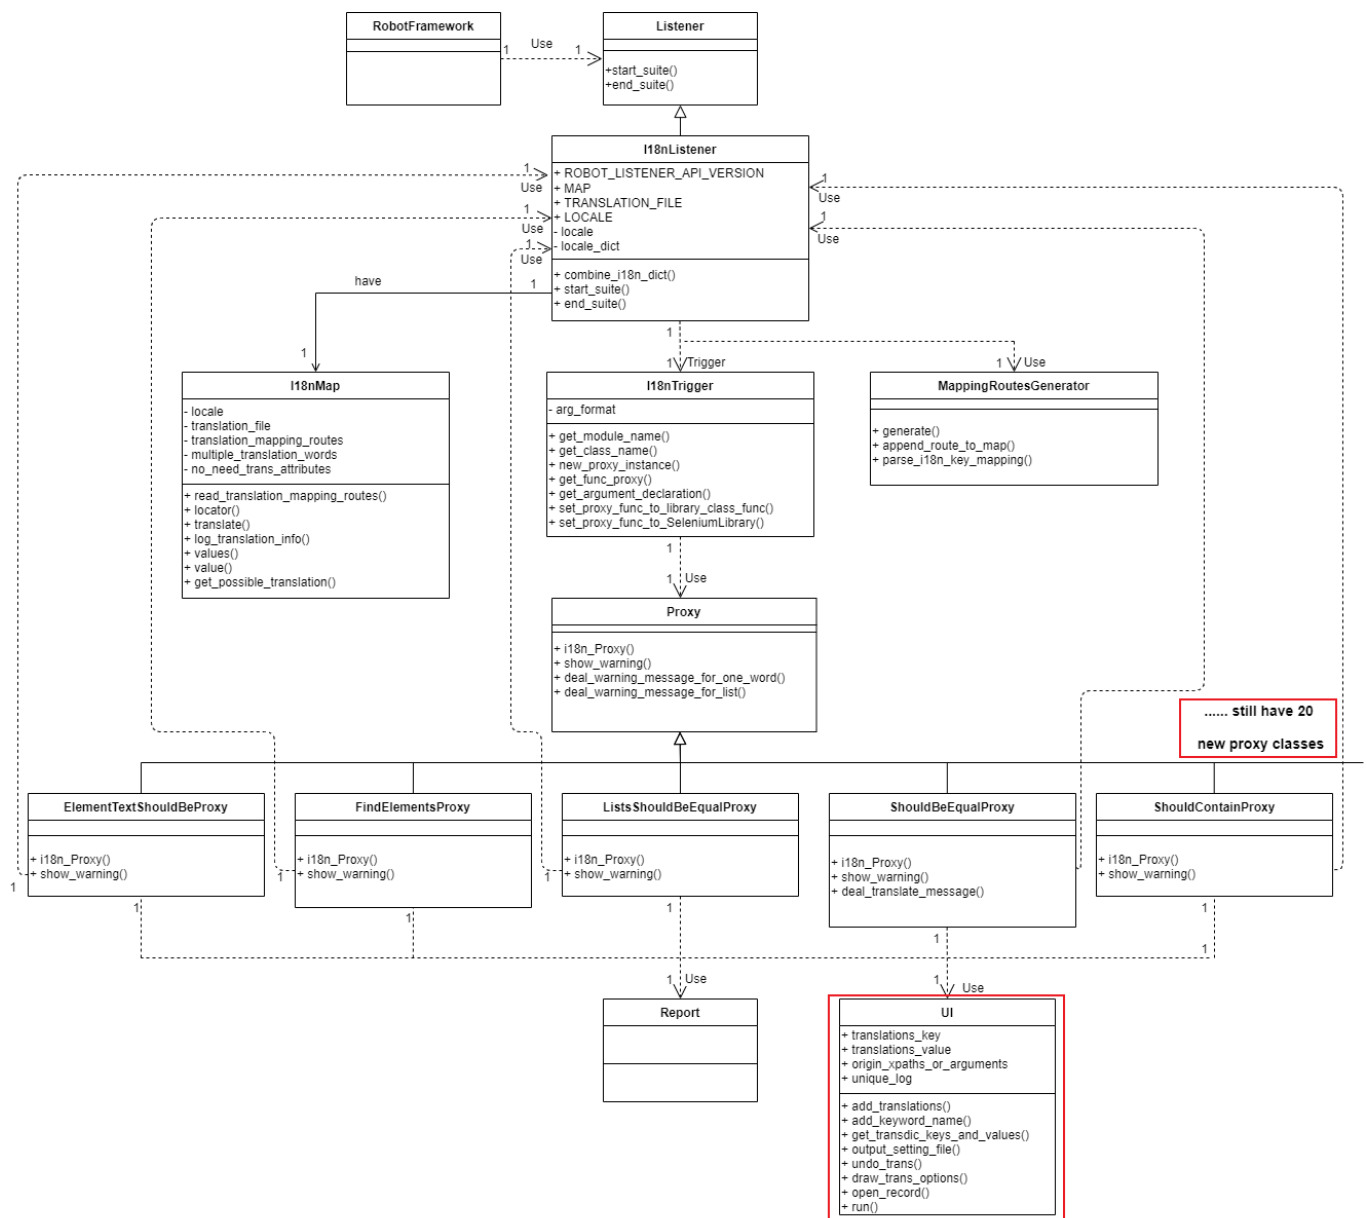 RobotFramework
Listener
Use
1
1
+start_suite()
+end_suite()
I18nListener
+ ROBOT_LISTENER_API_VERSION
+ MAP
+ TRANSLATION_FILE
+ LOCALE
- locale
- locale_dict
+ combine_i18n_dict()
+ start_suite()
+ end_suite()
1
Use
1
Use
1
Use
1
Use
1
Use
have
1
1
1
1
Trigger
1
Use
I18nMap
- locale
- translation_file
- translation_mapping_routes
- multiple_translation_words
- no_need_trans_attributes
+ read_translation_mapping_routes()
+ locator()
+ translate()
+ log_translation_info()
+ values()
+ value()
+ get_possible_translation()
I18nTrigger
- arg_format
+ get_module_name()
+ get_class_name()
+ new_proxy_instance()
+ get_func_proxy()
+ get_argument_declaration()
+ set_proxy_func_to_library_class_func()
+ set_proxy_func_to_SeleniumLibrary()
MappingRoutesGenerator
+ generate()
+ append_route_to_map()
+ parse_i18n_key_mapping()
1
1
Use
Proxy
+ i18n_Proxy()
+ show_warning()
+ deal_warning_message_for_one_word()
+ deal_warning_message_for_list()
...... still have 20
new proxy classes
ElementTextShouldBeProxy
+ i18n_Proxy()
+ show_warning()
1
1
FindElementsProxy
+ i18n_Proxy()
+ show_warning()
1
1
ListsShouldBeEqualProxy
+ i18n_Proxy()
+ show_warning()
1
1
ShouldBeEqualProxy
+ i18n_Proxy()
+ show_warning()
+ deal_translate_message()
1
ShouldContainProxy
+ i18n_Proxy()
+ show_warning()
1
1
1
Use
1
Use
Report
UI
+ translations_key
+ translations_value
+ origin_xpaths_or_arguments
+ unique_log
+ add_translations()
+ add_keyword_name()
+ get_transdic_keys_and_values()
+ output_setting_file()
+ undo_trans()
+ draw_trans_options()
+ open_record()
+ run()